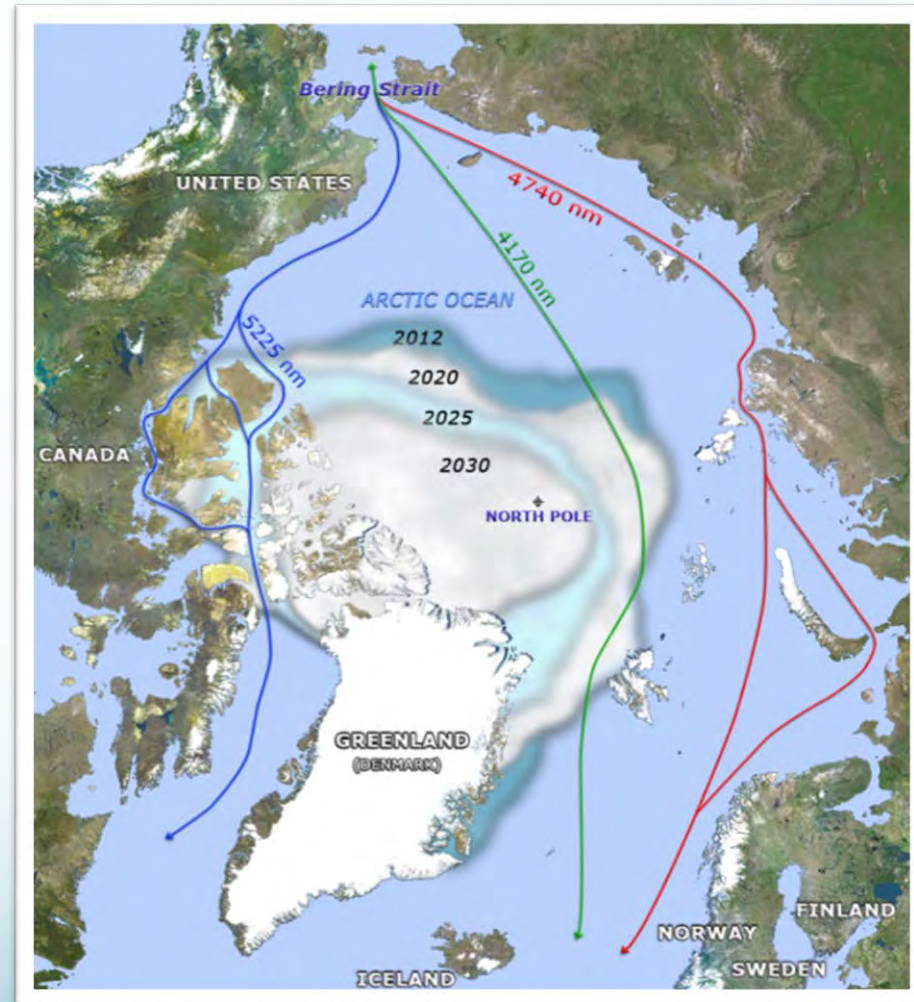 Bering Strait
UNITED STATES
4740 nm
4170 nm
ARCTIC OCEAN
5225 nm
2012
2020
2025
2030
CANADA
NORTH POLE
GREENLAND
(DENMARK)
FINLAND
NORWAY
SWEDEN
ICELAND